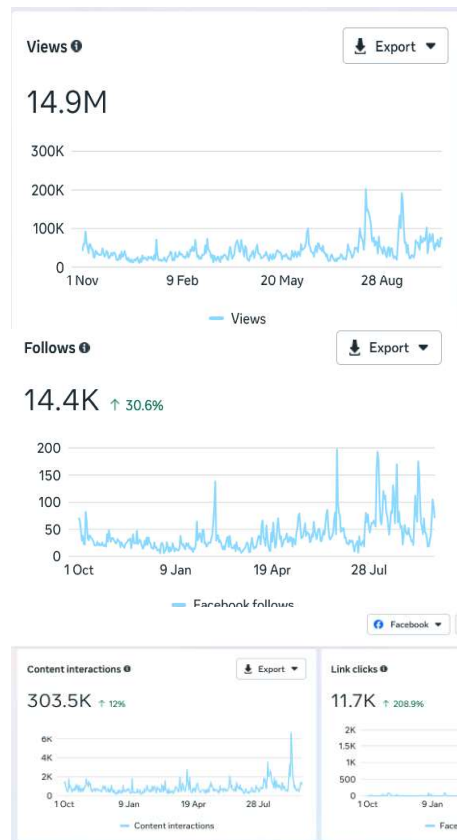 Views
Export
14.9M
300K
200K
100K
0
1 Nov 9 Feb 20 May 28 Aug
Views
Follows
Export
14.4K ↑ 30.6%
200
150
100
50
0
1 Oct 9 Jan 19 Apr 28 Jul
Facebook follows
Facebook
Content interactions Export
303.5K ↑ 12%
6K
4K
2K
0
1 Oct 9 Jan 19 Apr 28 Jul
Content interactions
Link clicks
11.7K ↑ 208.9%
2K
1.5K
1K
500
0
1 Oct 9 Jan
Face